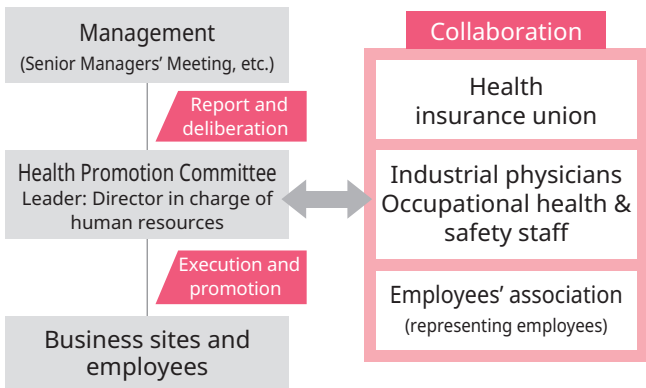 Management
(Senior Managers’ Meeting, etc.)
Report and
deliberation
Health Promotion Committee
Leader: Director in charge of
human resources
Execution and
promotion
Business sites and
employees
Collaboration
Health
insurance union
Industrial physicians
Occupational health &
safety staff
Employees’ association
(representing employees)